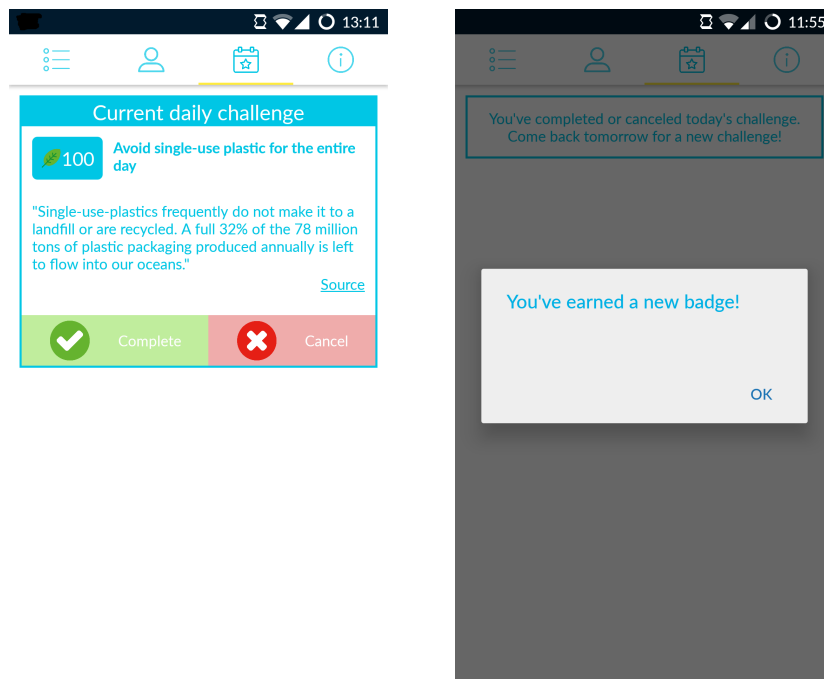 13:11
Current daily challenge
100
Avoid single-use plastic for the entire
day
"Single-use-plastics frequently do not make it to a
landfill or are recycled. A full 32% of the 78 million
tons of plastic packaging produced annually is left
to flow into our oceans."
Source
Complete
Cancel
11:55
You've completed or canceled today's challenge.
Come back tomorrow for a new challenge!
You've earned a new badge!
OK